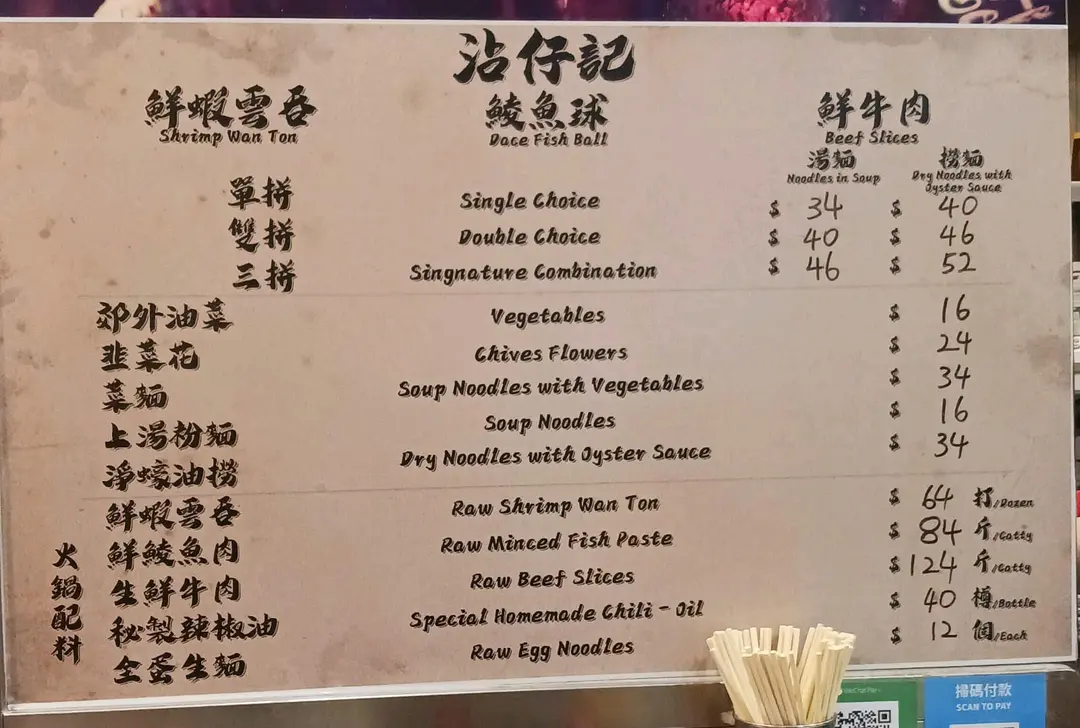 沾仔記
鮮蝦雲吞 鯪魚球 鮮牛肉
Shrimp Wan Ton Dace Fish Ball Beef Slices
湯麵 撈麵
Noodles in Soup Dry Noodles with Oyster Sauce
單拼 Single Choice $ 34 $ 40
雙拼 Double Choice $ 40 $ 46
三拼 Singnature Combination $ 46 $ 52
郊外油菜 Vegetables $ 16
韭菜花 Chives Flowers $ 24
菜麵 Soup Noodles with Vegetables $ 34
上湯粉麵 Soup Noodles $ 16
淨蠔油撈 Dry Noodles with Oyster Sauce $ 34
火鍋配料
鮮蝦雲吞 Raw Shrimp Wan Ton $ 64 打/Dozen
鮮鯪魚肉 Raw Minced Fish Paste $ 84 斤/Catty
生鮮牛肉 Raw Beef Slices $ 124 斤/Catty
秘製辣椒油 Special Homemade Chili - Oil $ 40 樽/Bottle
全蛋生麵 Raw Egg Noodles $ 12 個/Each
WeChat Pay
掃碼付款
SCAN TO PAY